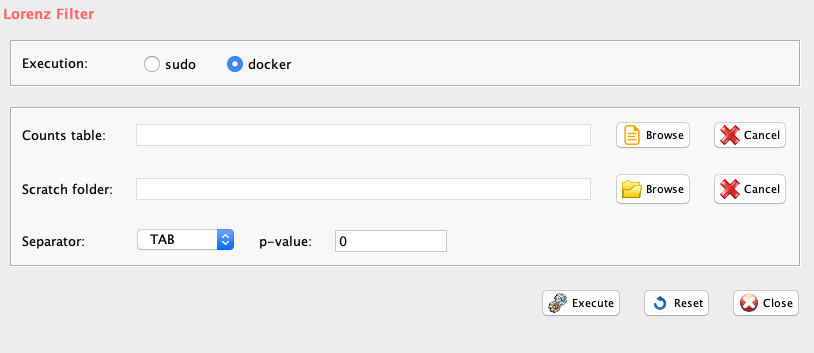 Lorenz Filter
Execution: sudo docker
Counts table: Browse Cancel
Scratch folder: Browse Cancel
Separator: TAB p-value: 0
Execute Reset Close